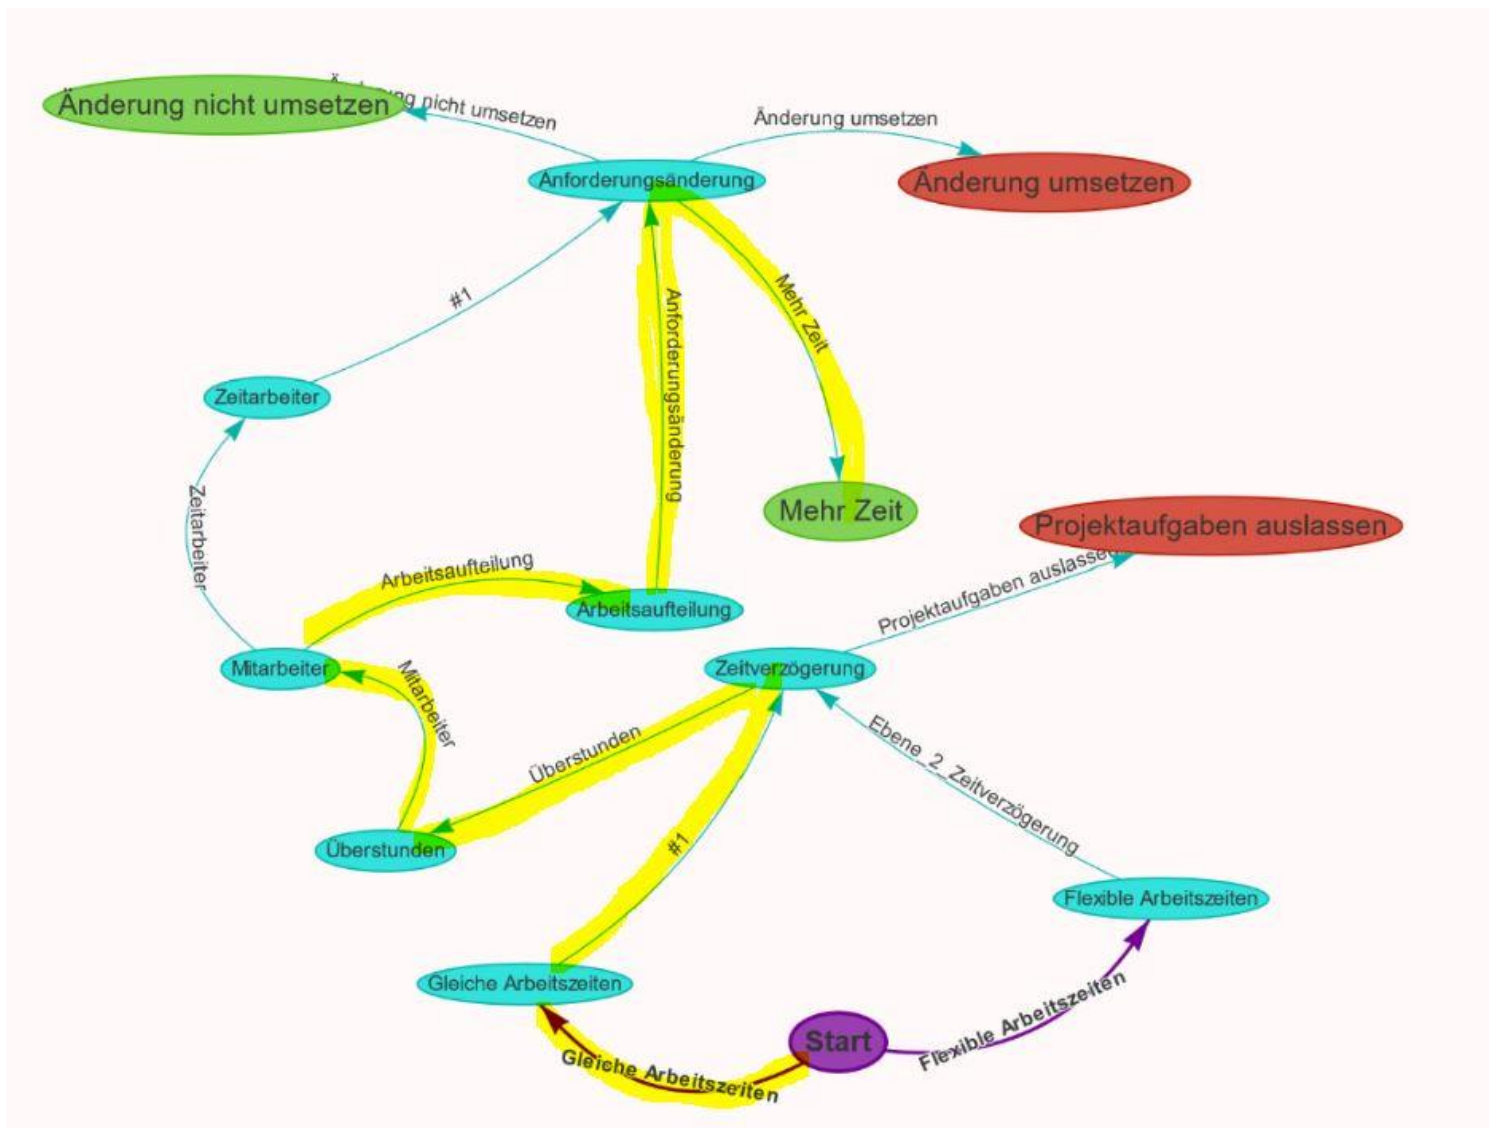 Änderung nicht umsetzen
nicht umsetzen
Änderung umsetzen
Änderung umsetzen
Anforderungsänderung
#1
Mehr Zeit
Anforderungsänderung
Zeitarbeiter
Zeitarbeiter
Mehr Zeit
Projektaufgaben auslassen
Projektaufgaben auslassen
Arbeitsaufteilung
Arbeitsaufteilung
Mitarbeiter
Mitarbeiter
Zeitverzögerung
Überstunden
Ebene_2_Zeitverzögerung
#1
Überstunden
Flexible Arbeitszeiten
Gleiche Arbeitszeiten
Start
Flexible Arbeitszeiten
Gleiche Arbeitszeiten